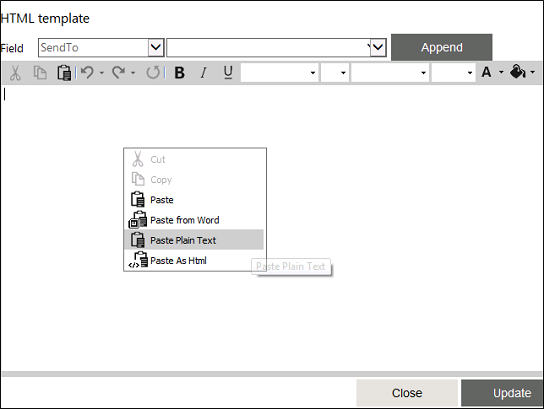 HTML template
Field SendTo Append
B I U A
Cut
Copy
Paste
Paste from Word
Paste Plain Text
Paste As Html
Paste Plain Text
Close Update